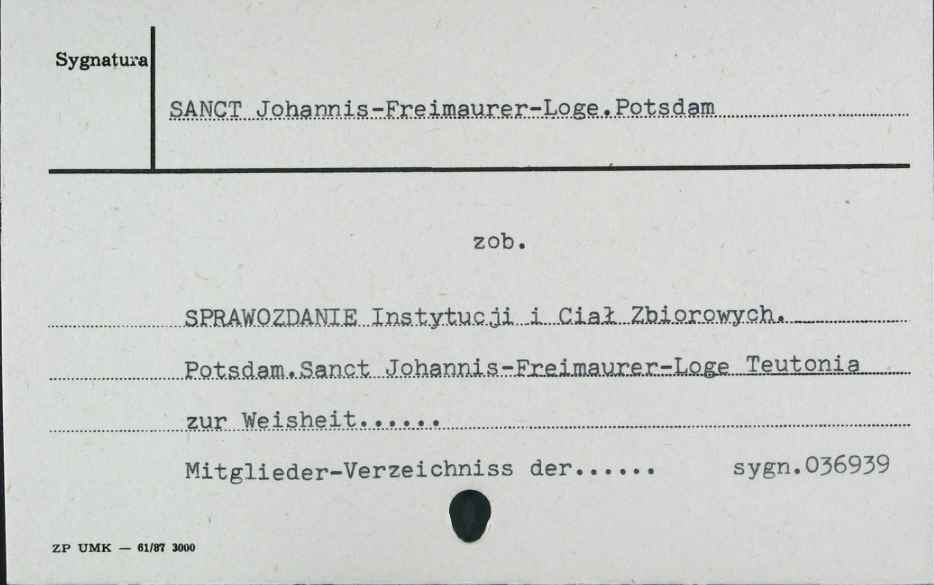 Sygnatura
SANCT Johannis-Freimaurer-Loge.Potsdam
zob.
SPRAWOZDANIE Instytucji i Ciał Zbiorowych.
Potsdam.Sanct Johannis-Freimaurer-Loge Teutonia
zur Weisheit......
Mitglieder-Verzeichniss der...... sygn.036939
ZP UMK — 61/87 3000